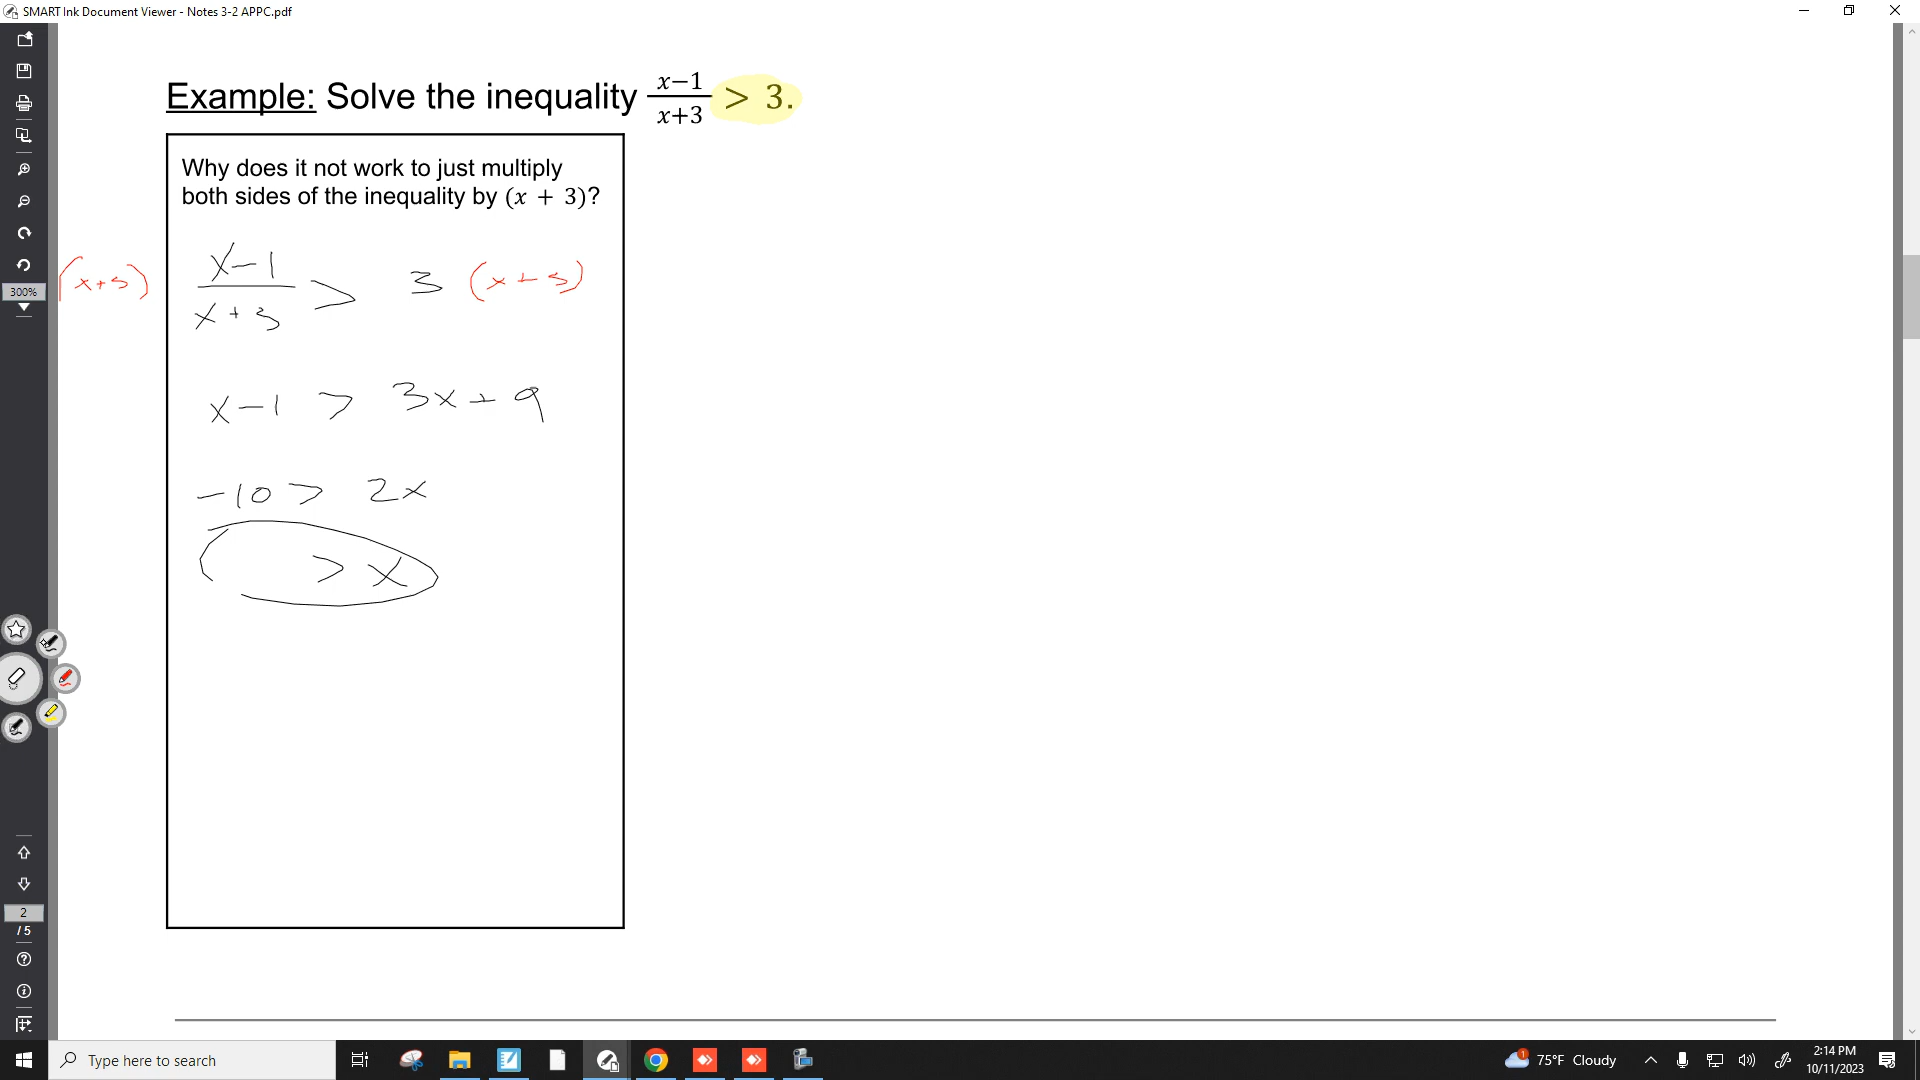 SMART Ink Document Viewer - Notes 3-2 APPC.pdf
Example: Solve the inequality x−1/x+3 > 3.
Why does it not work to just multiply
both sides of the inequality by (x + 3)?
(x+3) x-1/x+3 > 3 (x+3)
x-1 > 3x+9
-10 > 2x
> x
300%
2
/ 5
Type here to search
1
75°F Cloudy
2:14 PM
10/11/2023